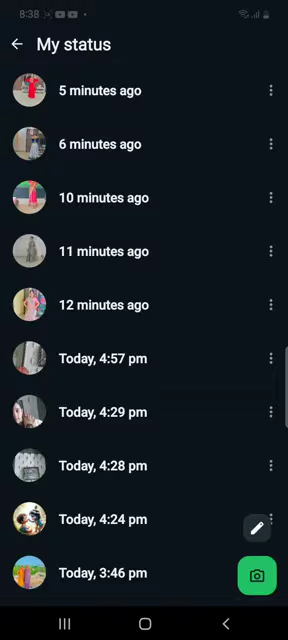 8:38
My status
5 minutes ago
6 minutes ago
10 minutes ago
11 minutes ago
12 minutes ago
Today, 4:57 pm
Today, 4:29 pm
Today, 4:28 pm
Today, 4:24 pm
Today, 3:46 pm